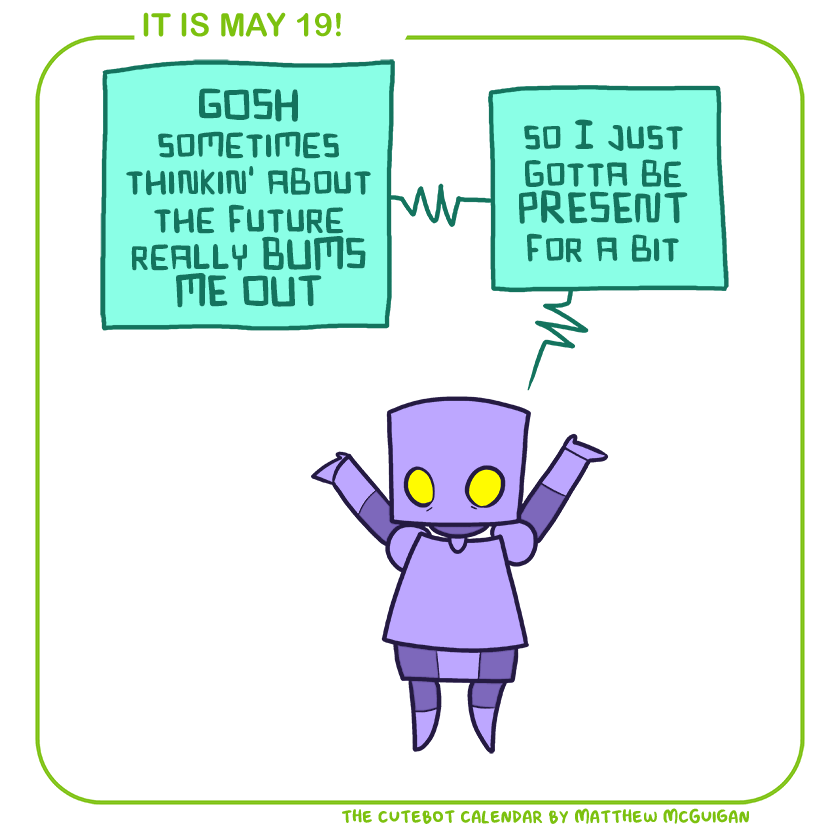 IT IS MAY 19!
GOSH
SOMETIMES
THINKIN' ABOUT
THE FUTURE
REALLY BUMS
ME OUT
SO I JUST
GOTTA BE
PRESENT
FOR A BIT
THE CUTEBOT CALENDAR BY MATTHEW MCGUIGAN